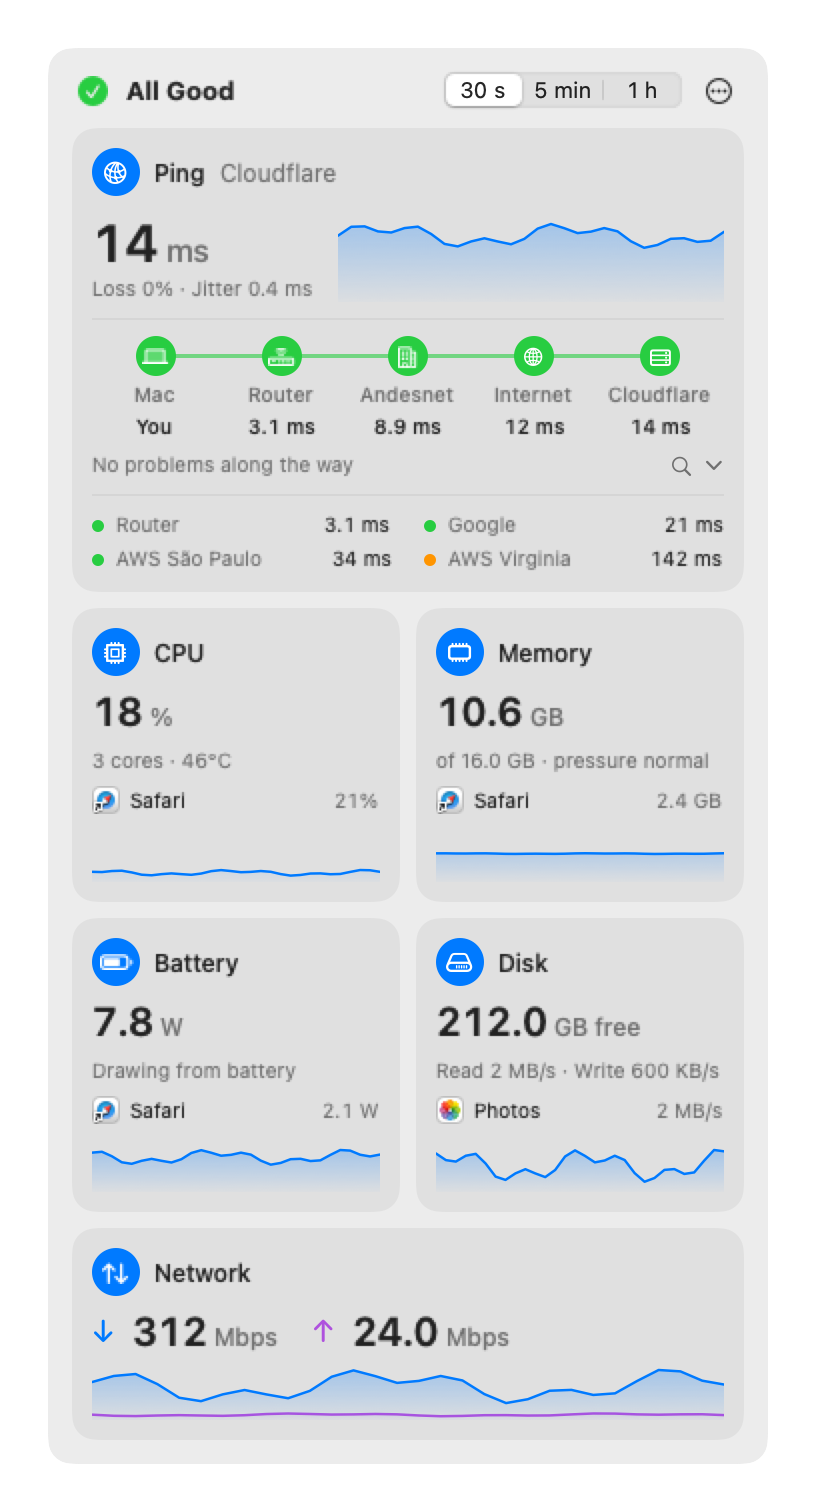 All Good
30 s 5 min 1 h
Ping Cloudflare
14 ms
Loss 0% · Jitter 0.4 ms
Mac Router Andesnet Internet Cloudflare
You 3.1 ms 8.9 ms 12 ms 14 ms
No problems along the way
Router 3.1 ms Google 21 ms
AWS São Paulo 34 ms AWS Virginia 142 ms
CPU
18 %
3 cores · 46°C
Safari 21%
Memory
10.6 GB
of 16.0 GB · pressure normal
Safari 2.4 GB
Battery
7.8 W
Drawing from battery
Safari 2.1 W
Disk
212.0 GB free
Read 2 MB/s · Write 600 KB/s
Photos 2 MB/s
Network
↓ 312 Mbps ↑ 24.0 Mbps